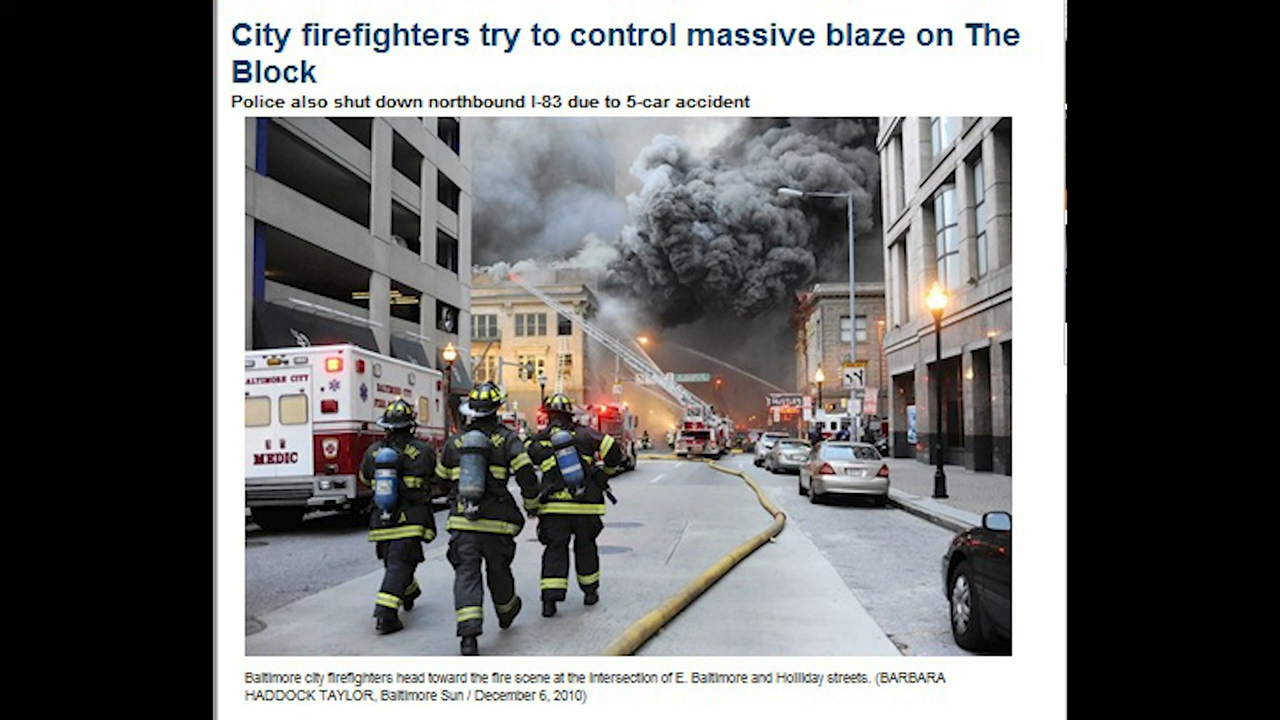 City firefighters try to control massive blaze on The
Block
Police also shut down northbound I-83 due to 5-car accident
BALTIMORE CITY
MEDIC
HUSTLER
Baltimore city firefighters head toward the fire scene at the intersection of E. Baltimore and Holliday streets. (BARBARA
HADDOCK TAYLOR, Baltimore Sun / December 6, 2010)